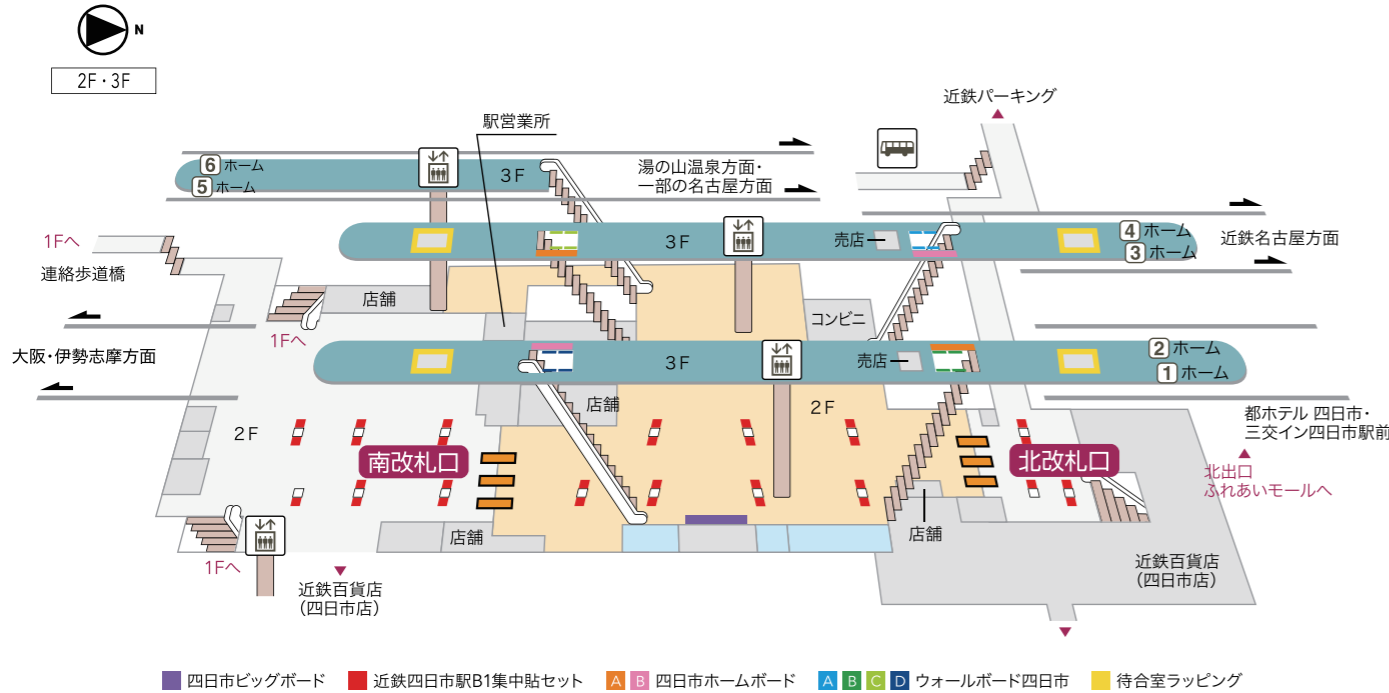 N
2F・3F
近鉄パーキング
駅営業所
6 ホーム
5 ホーム
3F
湯の山温泉方面・
一部の名古屋方面
1Fへ
連絡歩道橋
3F
売店
4 ホーム
3 ホーム
近鉄名古屋方面
店舗
1Fへ
コンビニ
大阪・伊勢志摩方面
3F
売店
2 ホーム
1 ホーム
店舗
2F
2F
都ホテル 四日市・
三交イン四日市駅前
南改札口
北改札口
北出口
ふれあいモールへ
店舗
店舗
1Fへ
近鉄百貨店
(四日市店)
近鉄百貨店
(四日市店)
四日市ビッグボード 近鉄四日市駅B1集中貼セット A B 四日市ホームボード A B C D ウォールボード四日市 待合室ラッピング